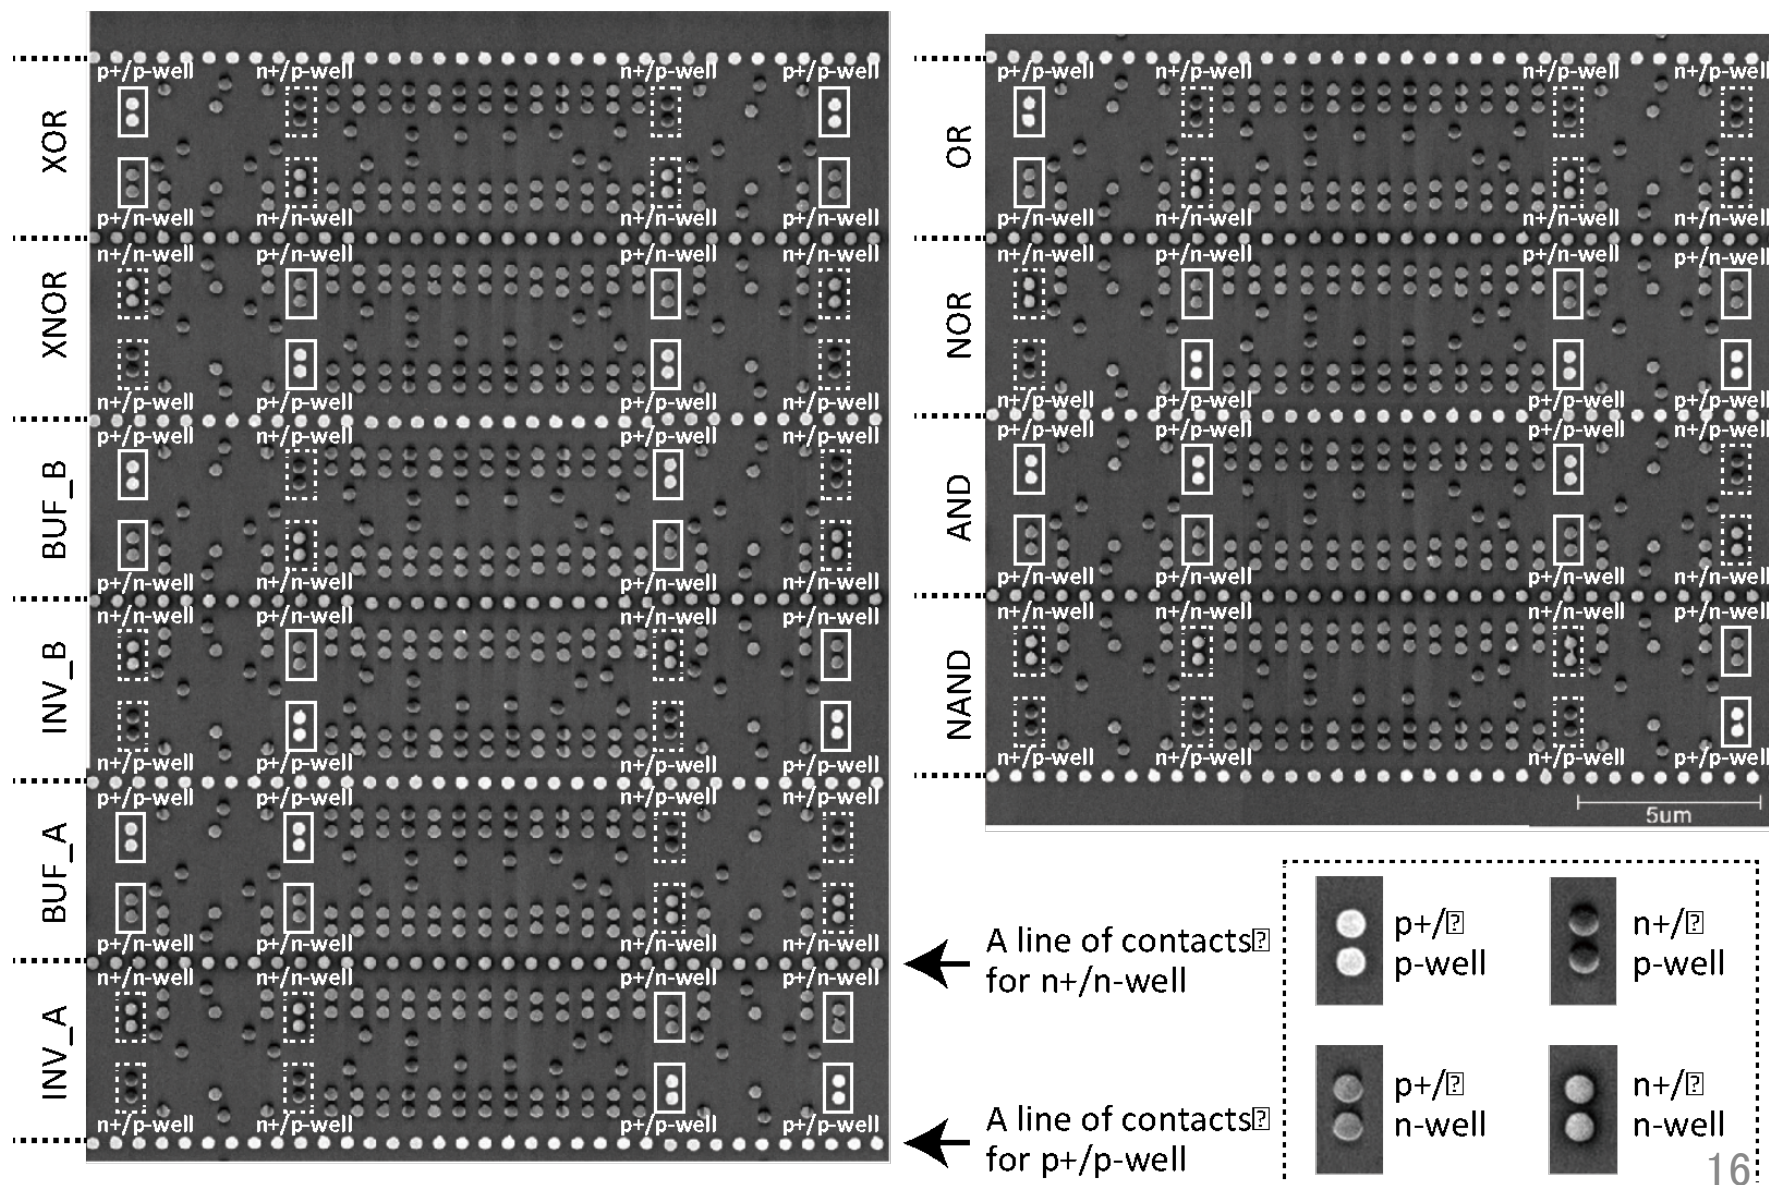 XOR
p+/p-well n+/p-well n+/p-well p+/p-well
p+/n-well n+/n-well n+/n-well p+/n-well
XNOR
n+/n-well p+/n-well p+/n-well n+/n-well
n+/p-well p+/p-well p+/p-well n+/p-well
BUF_B
p+/p-well n+/p-well p+/p-well n+/p-well
p+/n-well n+/n-well p+/n-well n+/n-well
INV_B
n+/n-well p+/n-well n+/n-well p+/n-well
n+/p-well p+/p-well n+/p-well p+/p-well
BUF_A
p+/p-well p+/p-well n+/p-well n+/p-well
p+/n-well p+/n-well n+/n-well n+/n-well
INV_A
n+/n-well n+/n-well p+/n-well p+/n-well
n+/p-well n+/p-well p+/p-well p+/p-well
OR
p+/p-well n+/p-well n+/p-well n+/p-well
p+/n-well n+/n-well n+/n-well n+/n-well
NOR
n+/n-well p+/n-well p+/n-well p+/n-well
n+/p-well p+/p-well p+/p-well p+/p-well
AND
p+/p-well p+/p-well p+/p-well n+/p-well
p+/n-well p+/n-well p+/n-well n+/n-well
NAND
n+/n-well n+/n-well n+/n-well p+/n-well
n+/p-well n+/p-well n+/p-well p+/p-well
5um
A line of contacts
for n+/n-well
A line of contacts
for p+/p-well
p+/
p-well
n+/
p-well
p+/
n-well
n+/
n-well
16